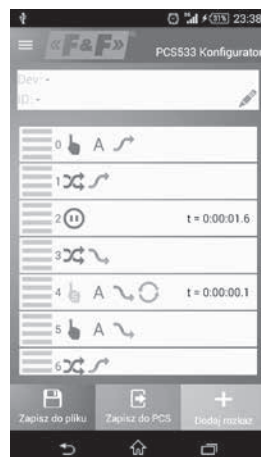 31% 23:38
«F&F» PCS533 Konfigurator
Dev: -
ID: -
0 A
1
2 t = 0:00:01.6
3
4 A t = 0:00:00.1
5 A
6
Zapisz do pliku Zapisz do PCS Dodaj rozkaz